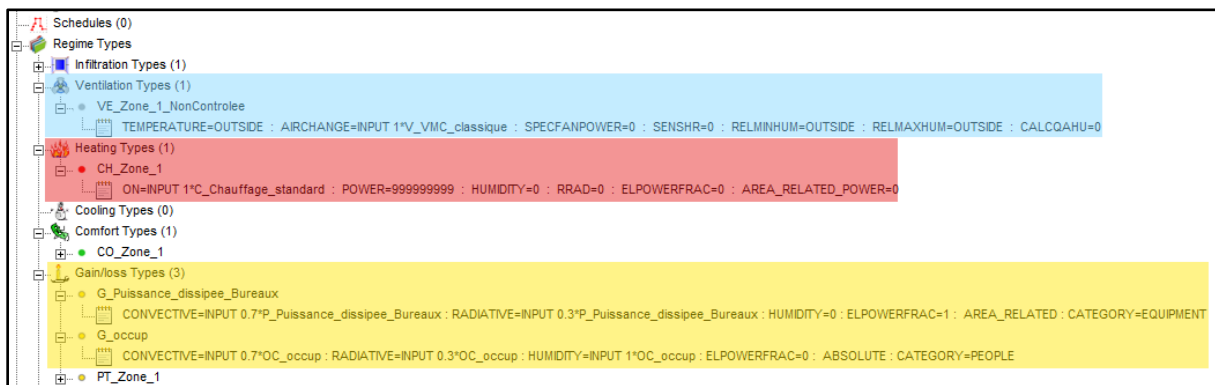 Schedules (0)
Regime Types
Infiltration Types (1)
Ventilation Types (1)
VE_Zone_1_NonControlee
TEMPERATURE=OUTSIDE : AIRCHANGE=INPUT 1*V_VMC_classique : SPECFANPOWER=0 : SENSHR=0 : RELMINHUM=OUTSIDE : RELMAXHUM=OUTSIDE : CALCQAHU=0
Heating Types (1)
CH_Zone_1
ON=INPUT 1*C_Chauffage_standard : POWER=999999999 : HUMIDITY=0 : RRAD=0 : ELPOWERFRAC=0 : AREA_RELATED_POWER=0
Cooling Types (0)
Comfort Types (1)
CO_Zone_1
Gain/loss Types (3)
G_Puissance_dissipee_Bureaux
CONVECTIVE=INPUT 0.7*P_Puissance_dissipee_Bureaux : RADIATIVE=INPUT 0.3*P_Puissance_dissipee_Bureaux : HUMIDITY=0 : ELPOWERFRAC=1 : AREA_RELATED : CATEGORY=EQUIPMENT
G_occup
CONVECTIVE=INPUT 0.7*OC_occup : RADIATIVE=INPUT 0.3*OC_occup : HUMIDITY=INPUT 1*OC_occup : ELPOWERFRAC=0 : ABSOLUTE : CATEGORY=PEOPLE
PT_Zone_1